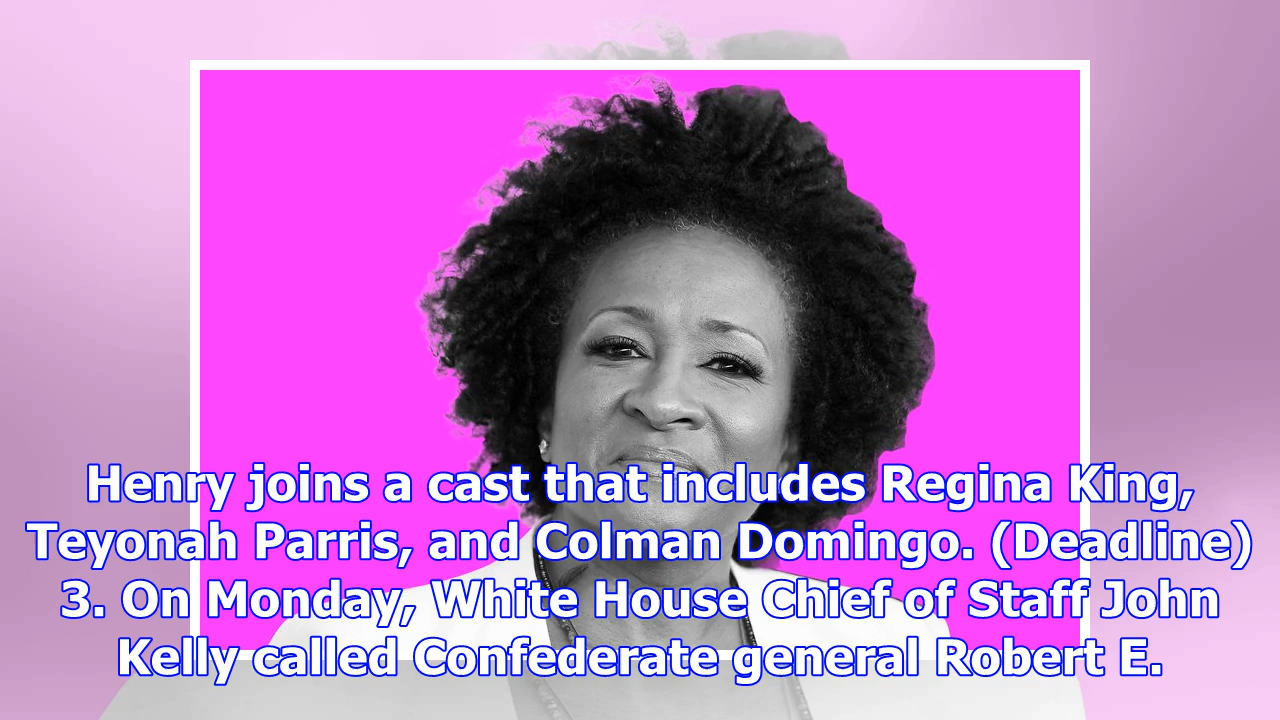 Henry joins a cast that includes Regina King,
Teyonah Parris, and Colman Domingo. (Deadline)
3. On Monday, White House Chief of Staff John
Kelly called Confederate general Robert E.